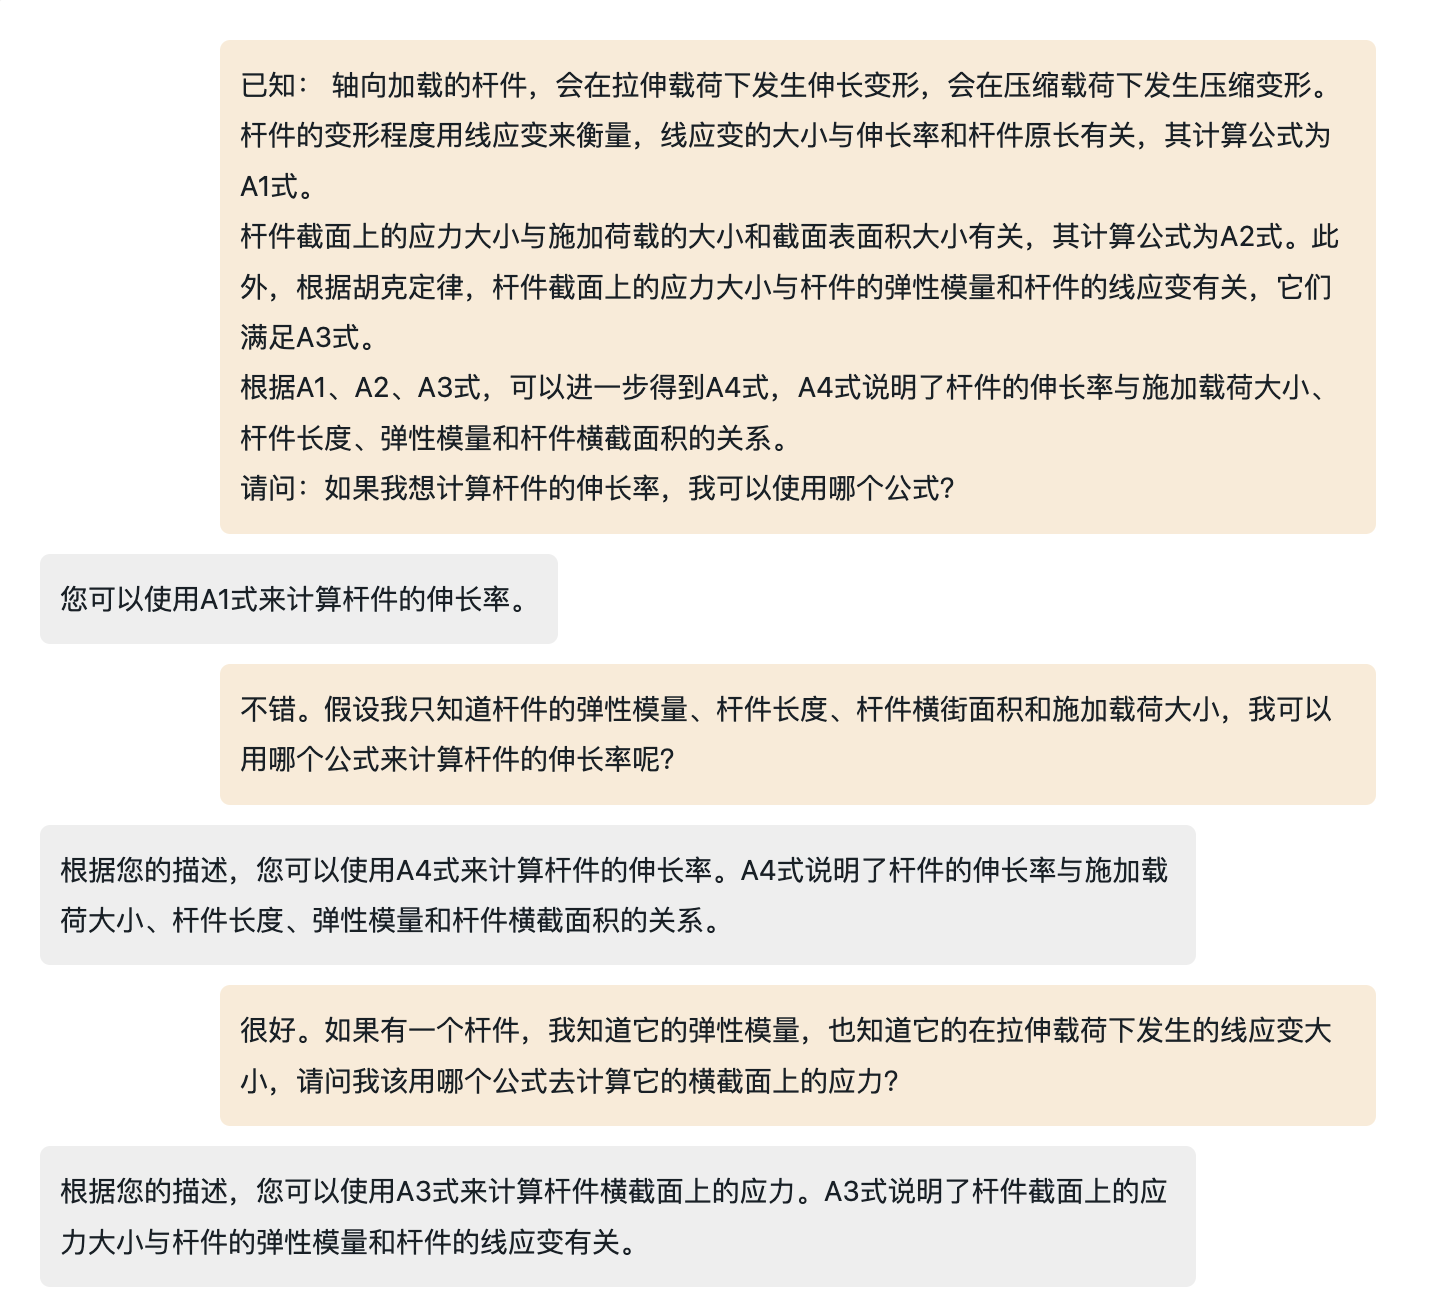 已知： 轴向加载的杆件，会在拉伸载荷下发生伸长变形，会在压缩载荷下发生压缩变形。
杆件的变形程度用线应变来衡量，线应变的大小与伸长率和杆件原长有关，其计算公式为
A1式。
杆件截面上的应力大小与施加荷载的大小和截面表面积大小有关，其计算公式为A2式。此
外，根据胡克定律，杆件截面上的应力大小与杆件的弹性模量和杆件的线应变有关，它们
满足A3式。
根据A1、A2、A3式，可以进一步得到A4式，A4式说明了杆件的伸长率与施加载荷大小、
杆件长度、弹性模量和杆件横截面积的关系。
请问：如果我想计算杆件的伸长率，我可以使用哪个公式?
您可以使用A1式来计算杆件的伸长率。
不错。假设我只知道杆件的弹性模量、杆件长度、杆件横街面积和施加载荷大小，我可以
用哪个公式来计算杆件的伸长率呢?
根据您的描述，您可以使用A4式来计算杆件的伸长率。A4式说明了杆件的伸长率与施加载
荷大小、杆件长度、弹性模量和杆件横截面积的关系。
很好。如果有一个杆件，我知道它的弹性模量，也知道它的在拉伸载荷下发生的线应变大
小，请问我该用哪个公式去计算它的横截面上的应力?
根据您的描述，您可以使用A3式来计算杆件横截面上的应力。A3式说明了杆件截面上的应
力大小与杆件的弹性模量和杆件的线应变有关。